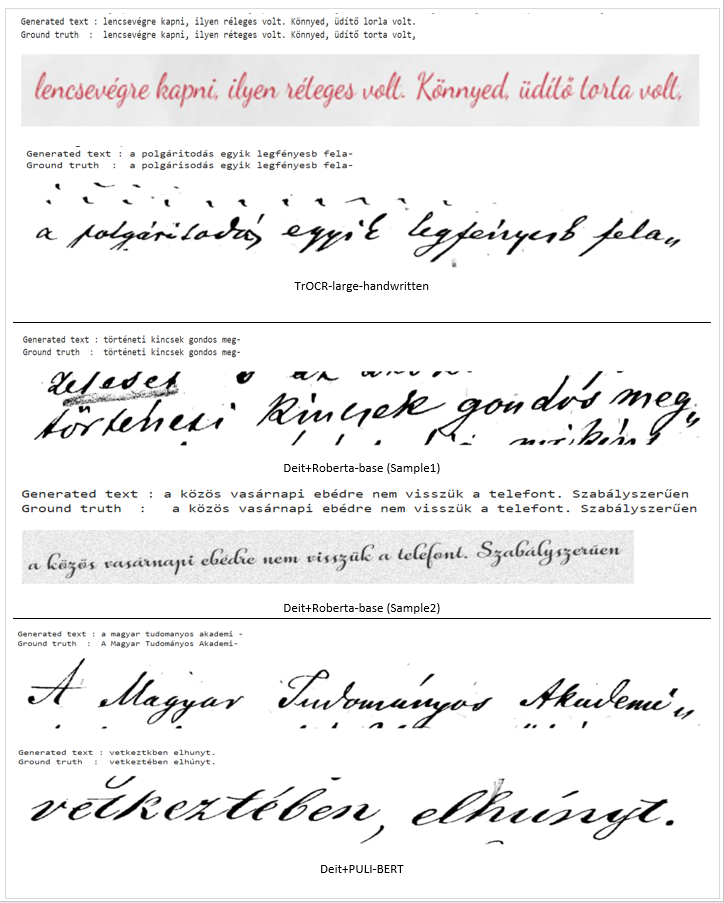 Generated text : lencsevégre kapni, ilyen réleges volt. Könnyed, üdítő lorla volt.
Ground truth : lencsevégre kapni, ilyen réteges volt. Könnyed, üdítő torta volt,
lencsevégre kapni, ilyen réteges volt. Könnyed, üdítő torta volt,
Generated text : a polgáritodás egyik legfényesb fela-
Ground truth : a polgárisodás egyik legfényesb fela-
a polgárisodás egyik legfényesb fela„
TrOCR-large-handwritten
Generated text : történeti kincsek gondos meg-
Ground truth : történeti kincsek gondos meg-
történeti kincsek gondos meg„
Deit+Roberta-base (Sample1)
Generated text : a közös vasárnapi ebédre nem visszük a telefont. Szabályszerűen
Ground truth : a közös vasárnapi ebédre nem visszük a telefont. Szabályszerűen
a közös vasárnapi ebédre nem visszük a telefont. Szabályszerűen
Deit+Roberta-base (Sample2)
Generated text : a magyar tudomanyos akademi -
Ground truth : A Magyar Tudományos Akademi-
A Magyar Tudományos Akademi„
Generated text : vetkeztkben elhunyt.
Ground truth : vetkeztében elhúnyt.
vetkeztében, elhúnyt.
Deit+PULI-BERT